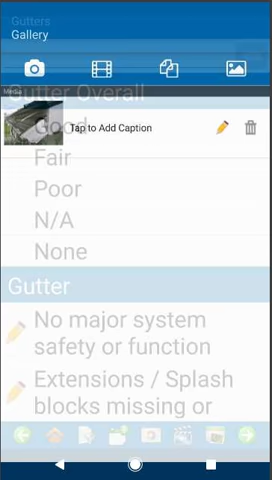 Gutters
Gallery
Gutter Overall
Media
Good
Tap to Add Caption
Fair
Poor
N/A
None
Gutter
No major system
safety or function
Extensions / Splash
blocks missing or